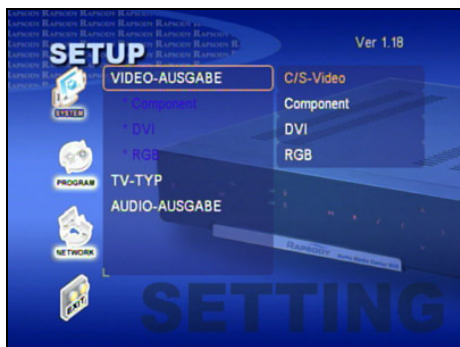 SETUP
Ver 1.18
VIDEO-AUSGABE
C/S-Video
* Component
Component
* DVI
DVI
* RGB
RGB
TV-TYP
AUDIO-AUSGABE
SYSTEM
PROGRAM
NETWORK
EXIT
RAPSODY
SETTING